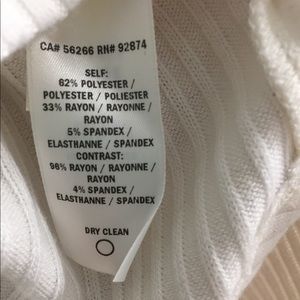 CA# 56266 RN# 92874
SELF:
62% POLYESTER /
POLYESTER / POLIESTER
33% RAYON / RAYONNE /
RAYON
5% SPANDEX /
ELASTHANNE / SPANDEX
CONTRAST:
96% RAYON / RAYONNE /
RAYON
4% SPANDEX /
ELASTHANNE / SPANDEX
DRY CLEAN